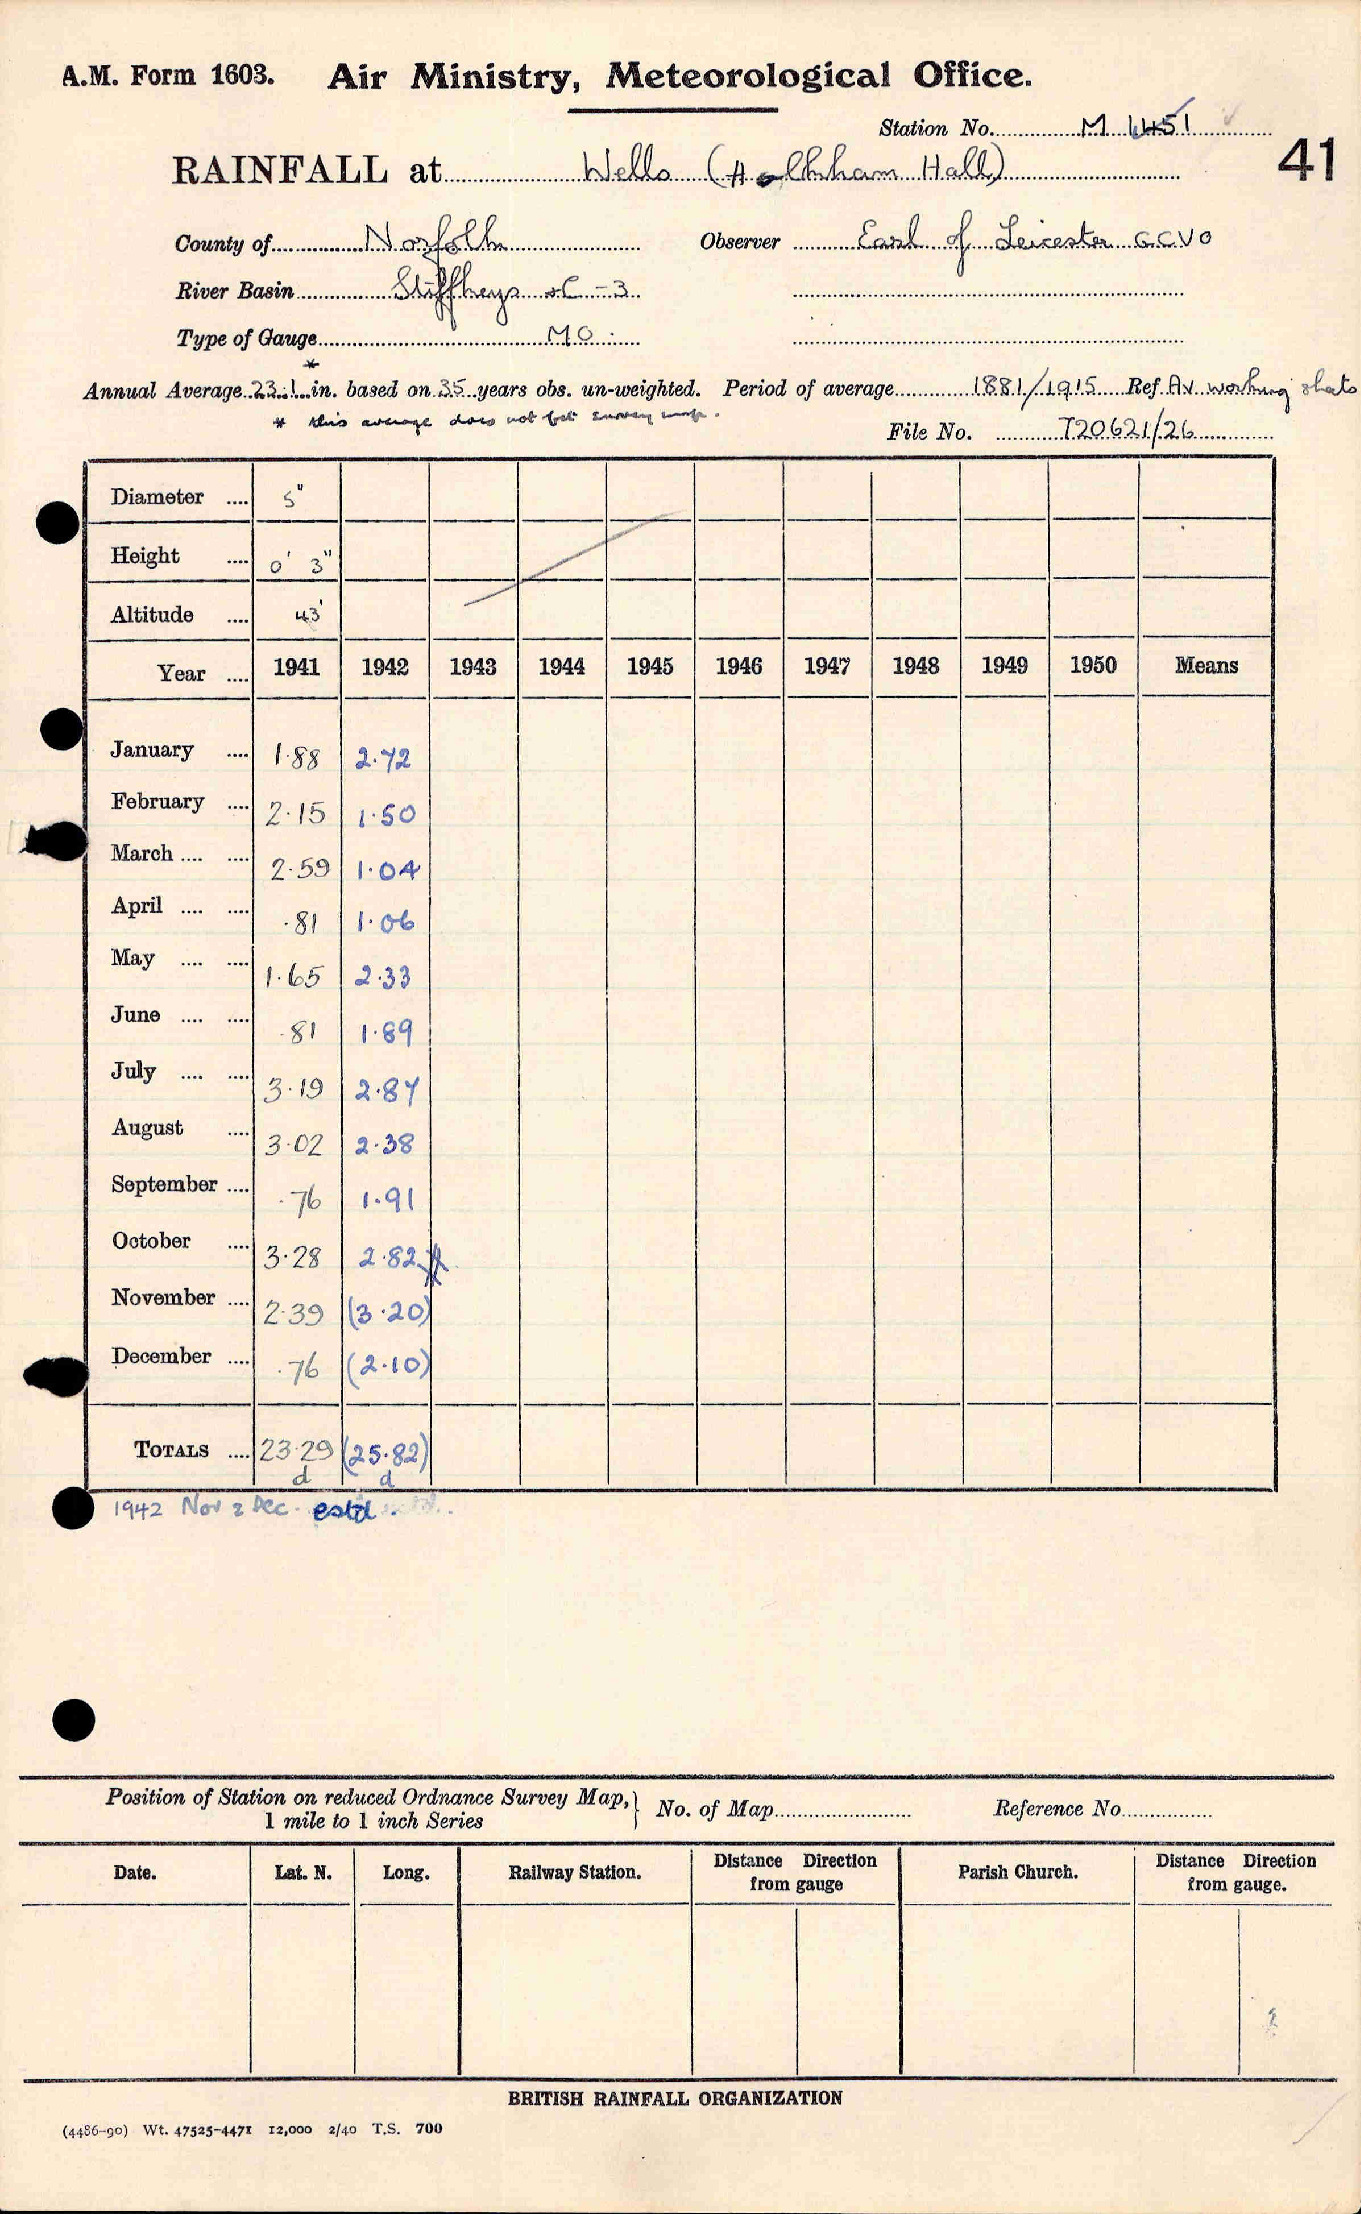 A.M. Form 1603. Air Ministry, Meteorological Office.
Station No. M 1451
41
RAINFALL at Wells (Holkham Hall)
County of Norfolk Observer Earl of Leicester GCVO
River Basin Stiffkey &C -3
Type of Gauge MO
*
Annual Average 23.1 in. based on 35 years obs. un-weighted. Period of average 1881/1915 Ref. Av. working shats
* this average does not fit survey map.
File No. T20621/26
Diameter .... 5"
Height .... 0' 3"
Altitude .... 43'
Year .... 1941 1942 1943 1944 1945 1946 1947 1948 1949 1950 Means
January .... 1.88 2.72
February .... 2.15 1.50
March .... .... 2.59 1.04
April .... .... .81 1.06
May .... .... 1.65 2.33
June .... .... .81 1.89
July .... .... 3.19 2.87
August .... 3.02 2.38
September .... .76 1.91
October .... 3.28 2.82
November .... 2.39 (3.20)
December .... .76 (2.10)
TOTALS .... 23.29 (25.82)
d d
1942 Nov & Dec. estd.
Position of Station on reduced Ordnance Survey Map, 1 mile to 1 inch Series } No. of Map Reference No.
Date. Lat. N. Long. Railway Station. Distance from gauge Direction Parish Church. Distance Direction from gauge.
BRITISH RAINFALL ORGANIZATION
(4486-90) Wt. 47525-4471 12,000 2/40 T.S. 700